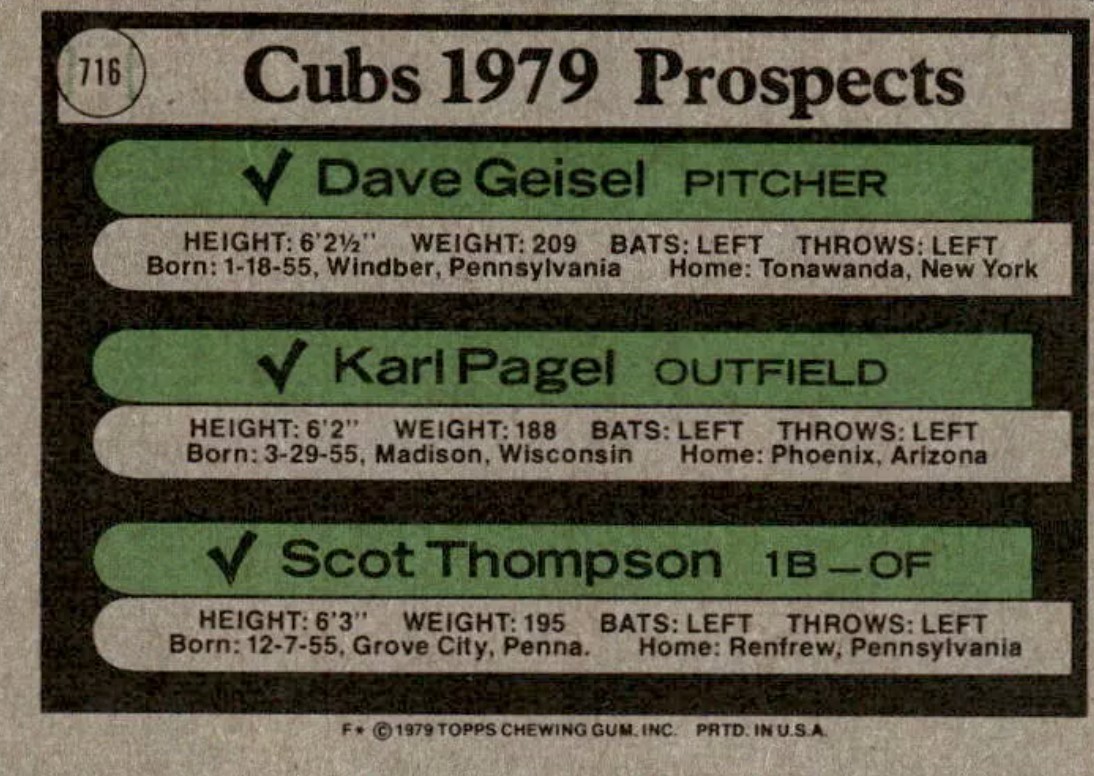 716
Cubs 1979 Prospects
✓ Dave Geisel PITCHER
HEIGHT: 6'2½" WEIGHT: 209 BATS: LEFT THROWS: LEFT
Born: 1-18-55, Windber, Pennsylvania Home: Tonawanda, New York
✓ Karl Pagel OUTFIELD
HEIGHT: 6'2" WEIGHT: 188 BATS: LEFT THROWS: LEFT
Born: 3-29-55, Madison, Wisconsin Home: Phoenix, Arizona
✓ Scot Thompson 1B—OF
HEIGHT: 6'3" WEIGHT: 195 BATS: LEFT THROWS: LEFT
Born: 12-7-55, Grove City, Penna. Home: Renfrew, Pennsylvania
F* © 1979 TOPPS CHEWING GUM, INC. PRTD. IN U.S.A.